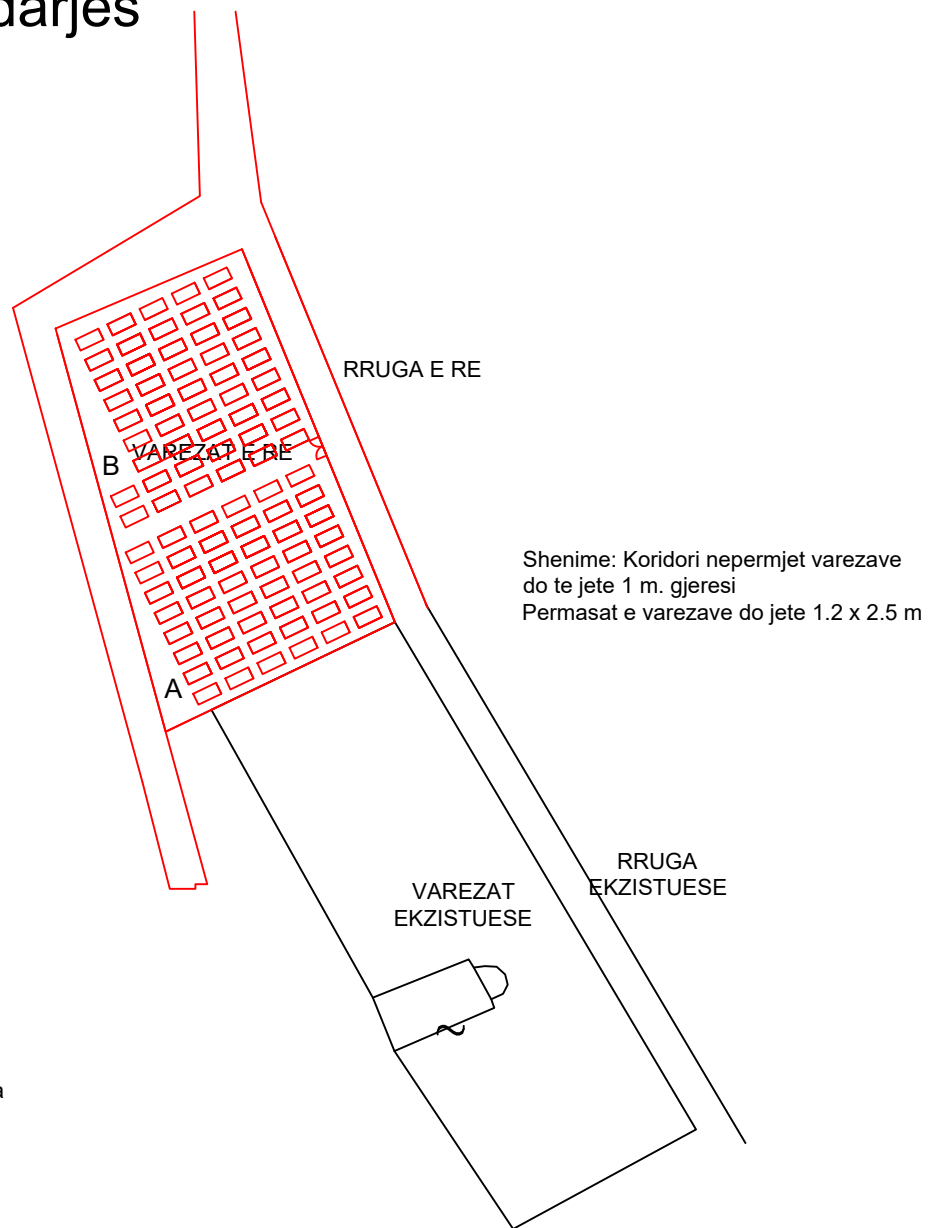 darjes
RRUGA E RE
B
VAREZAT E RE
Shenime: Koridori nepermjet varezave
do te jete 1 m. gjeresi
Permasat e varezave do jete 1.2 x 2.5 m
A
RRUGA
EKZISTUESE
VAREZAT
EKZISTUESE
~
a